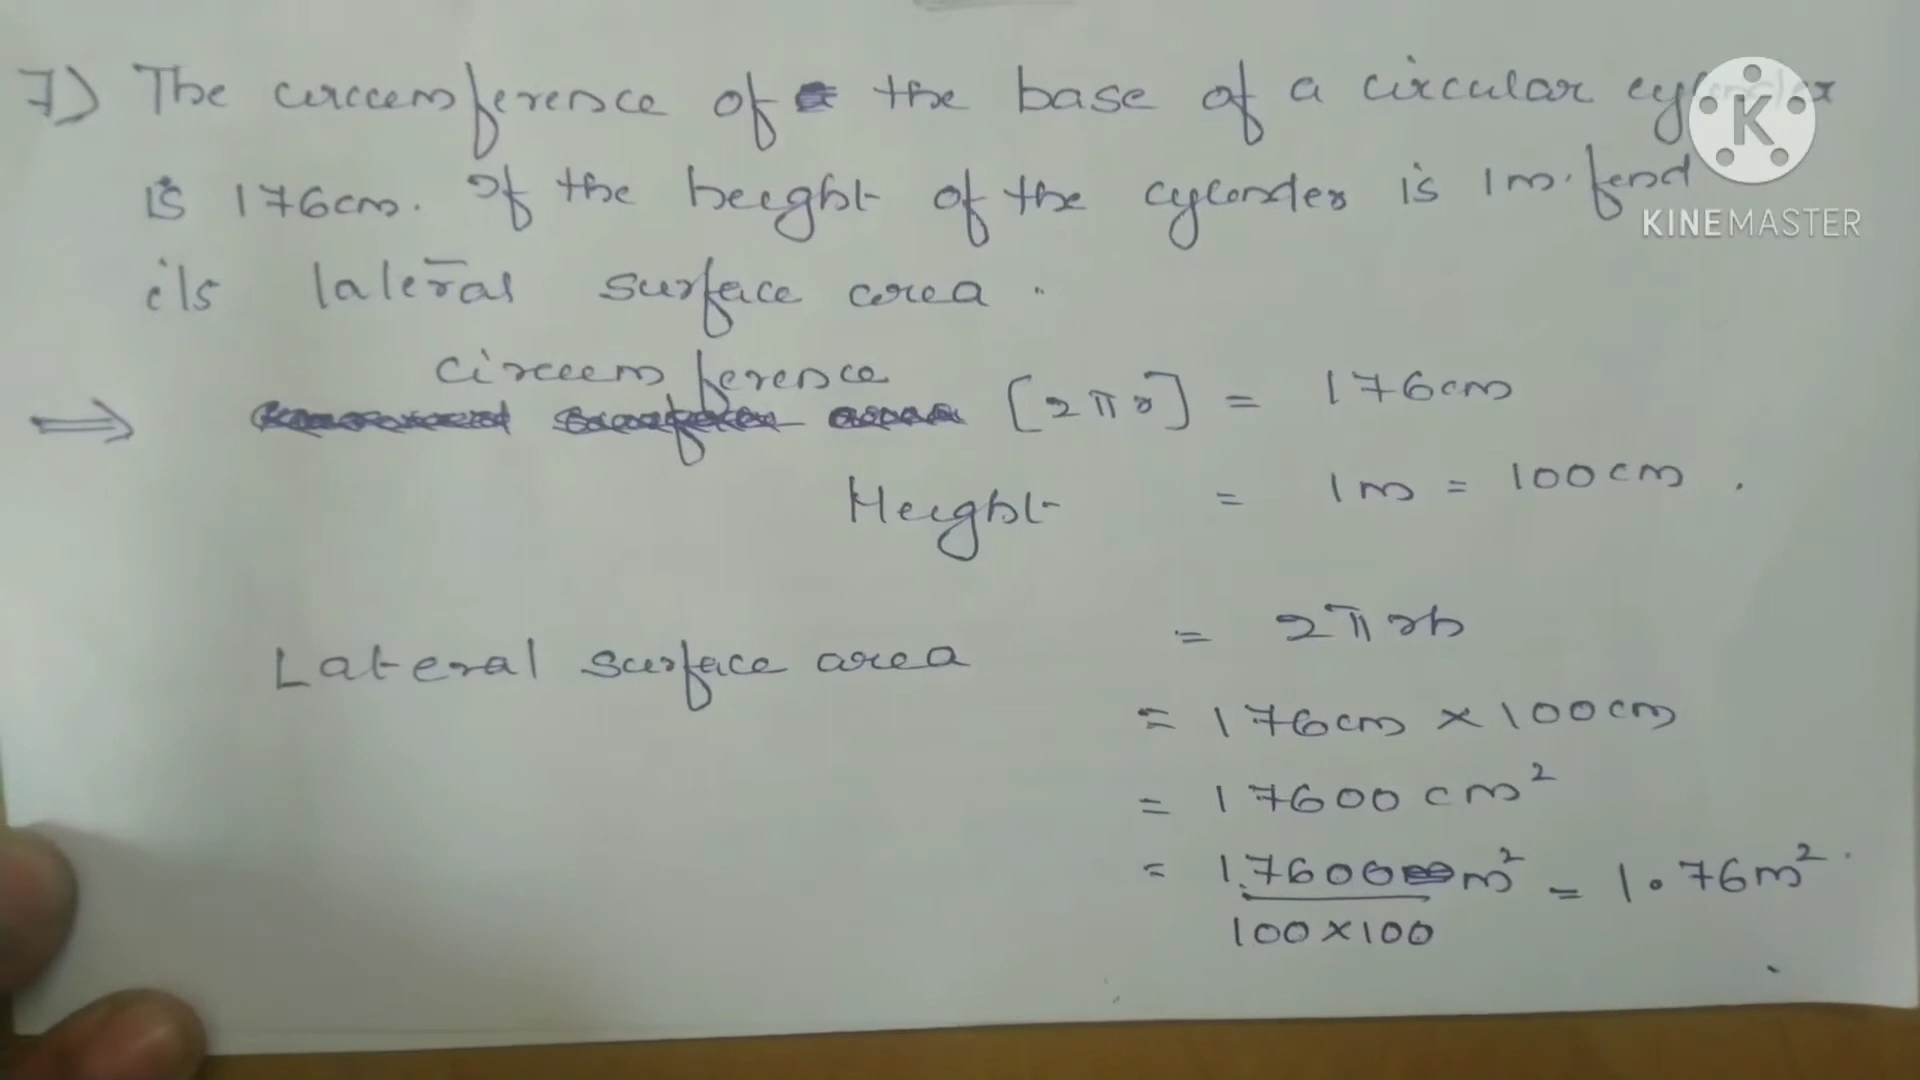 7) The circumference of the base of a circular cylinder
is 176cm. If the height of the cylinder is 1m. find
its lateral surface area.
K
KINEMASTER
circumference
⇒ [2πr] = 176cm
Height = 1m = 100cm.
Lateral surface area = 2πrh
= 176cm × 100cm
= 17600 cm²
= 17600 m² = 1.76m².
100×100